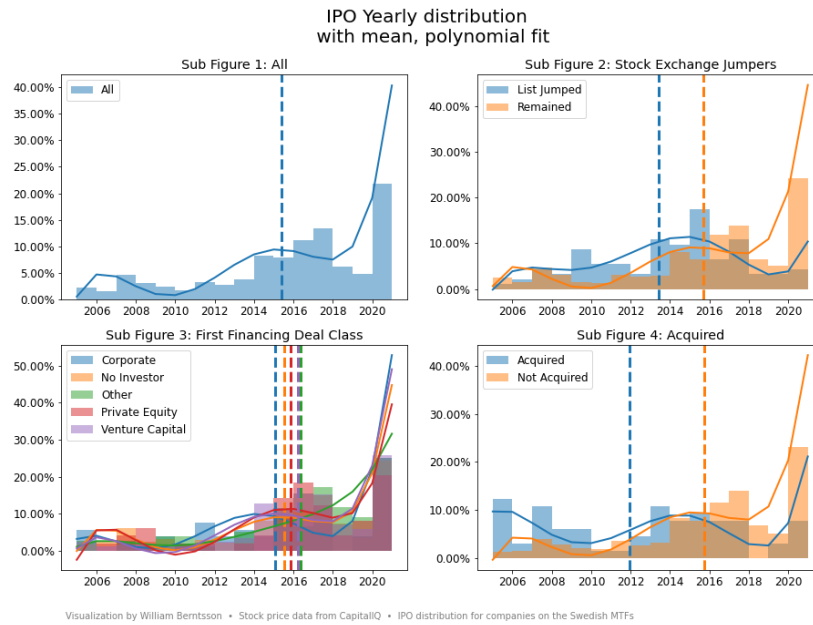 IPO Yearly distribution
with mean, polynomial fit
Sub Figure 1: All
All
40.00%
35.00%
30.00%
25.00%
20.00%
15.00%
10.00%
5.00%
0.00%
2006 2008 2010 2012 2014 2016 2018 2020
Sub Figure 2: Stock Exchange Jumpers
List Jumped
Remained
40.00%
30.00%
20.00%
10.00%
0.00%
2006 2008 2010 2012 2014 2016 2018 2020
Sub Figure 3: First Financing Deal Class
Corporate
No Investor
Other
Private Equity
Venture Capital
50.00%
40.00%
30.00%
20.00%
10.00%
0.00%
2006 2008 2010 2012 2014 2016 2018 2020
Sub Figure 4: Acquired
Acquired
Not Acquired
40.00%
30.00%
20.00%
10.00%
0.00%
2006 2008 2010 2012 2014 2016 2018 2020
Visualization by William Berntsson • Stock price data from CapitalIQ • IPO distribution for companies on the Swedish MTFs